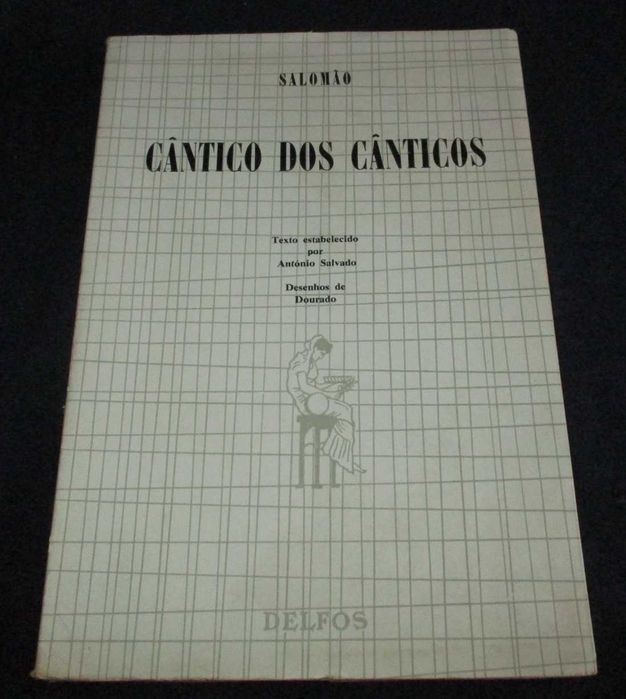 SALOMÃO
CÂNTICO DOS CÂNTICOS
Texto estabelecido
por
António Salvado
Desenhos de
Dourado
DELFOS